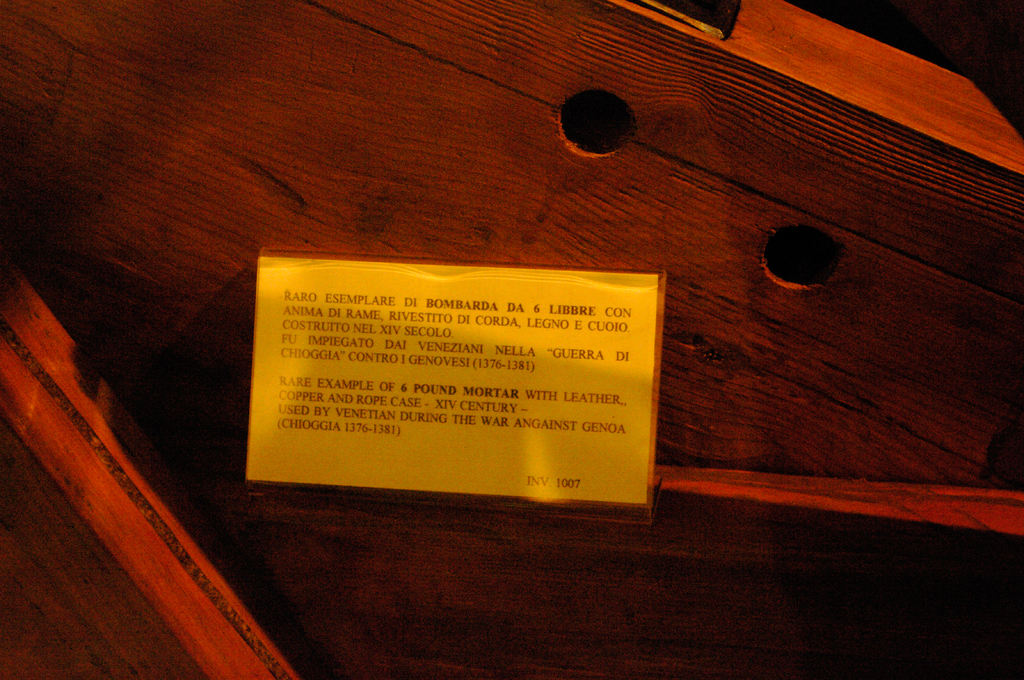 RARO ESEMPLARE DI BOMBARDA DA 6 LIBBRE CON
ANIMA DI RAME, RIVESTITO DI CORDA, LEGNO E CUOIO.
COSTRUITO NEL XIV SECOLO.
FU IMPIEGATO DAI VENEZIANI NELLA “GUERRA DI
CHIOGGIA” CONTRO I GENOVESI (1376-1381)
RARE EXAMPLE OF 6 POUND MORTAR WITH LEATHER,,
COPPER AND ROPE CASE - XIV CENTURY –
USED BY VENETIAN DURING THE WAR ANGAINST GENOA
(CHIOGGIA 1376-1381)
INV 1007